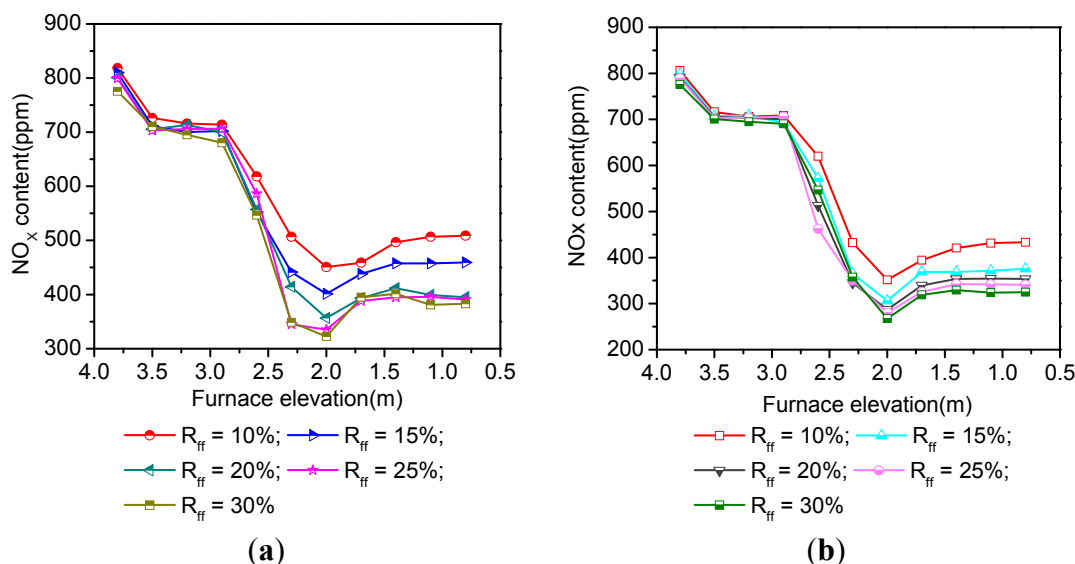 900
800
700
600
500
400
300
NOx content(ppm)
4.0 3.5 3.0 2.5 2.0 1.5 1.0 0.5
Furnace elevation(m)
Rff = 10%; Rff = 15%;
Rff = 20%; Rff = 25%;
Rff = 30%
(a)
900
800
700
600
500
400
300
200
NOx content(ppm)
4.0 3.5 3.0 2.5 2.0 1.5 1.0 0.5
Furnace elevation(m)
Rff = 10%; Rff = 15%;
Rff = 20%; Rff = 25%;
Rff = 30%
(b)